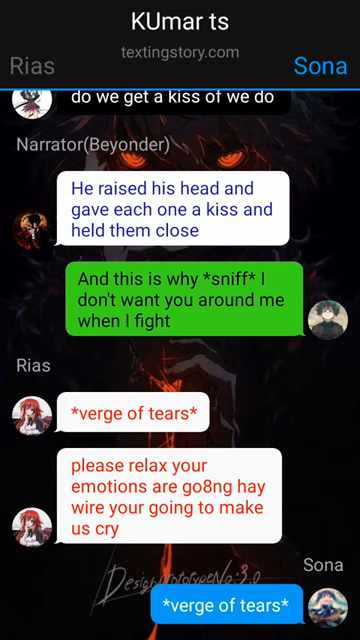 KUmar ts
textingstory.com
Rias
Sona
do we get a kiss of we do
Narrator(Beyonder)
He raised his head and
gave each one a kiss and
held them close
And this is why *sniff* I
don't want you around me
when I fight
Rias
*verge of tears*
please relax your
emotions are go8ng hay
wire your going to make
us cry
Sona
DesignPrototypeNo:3.0
*verge of tears*